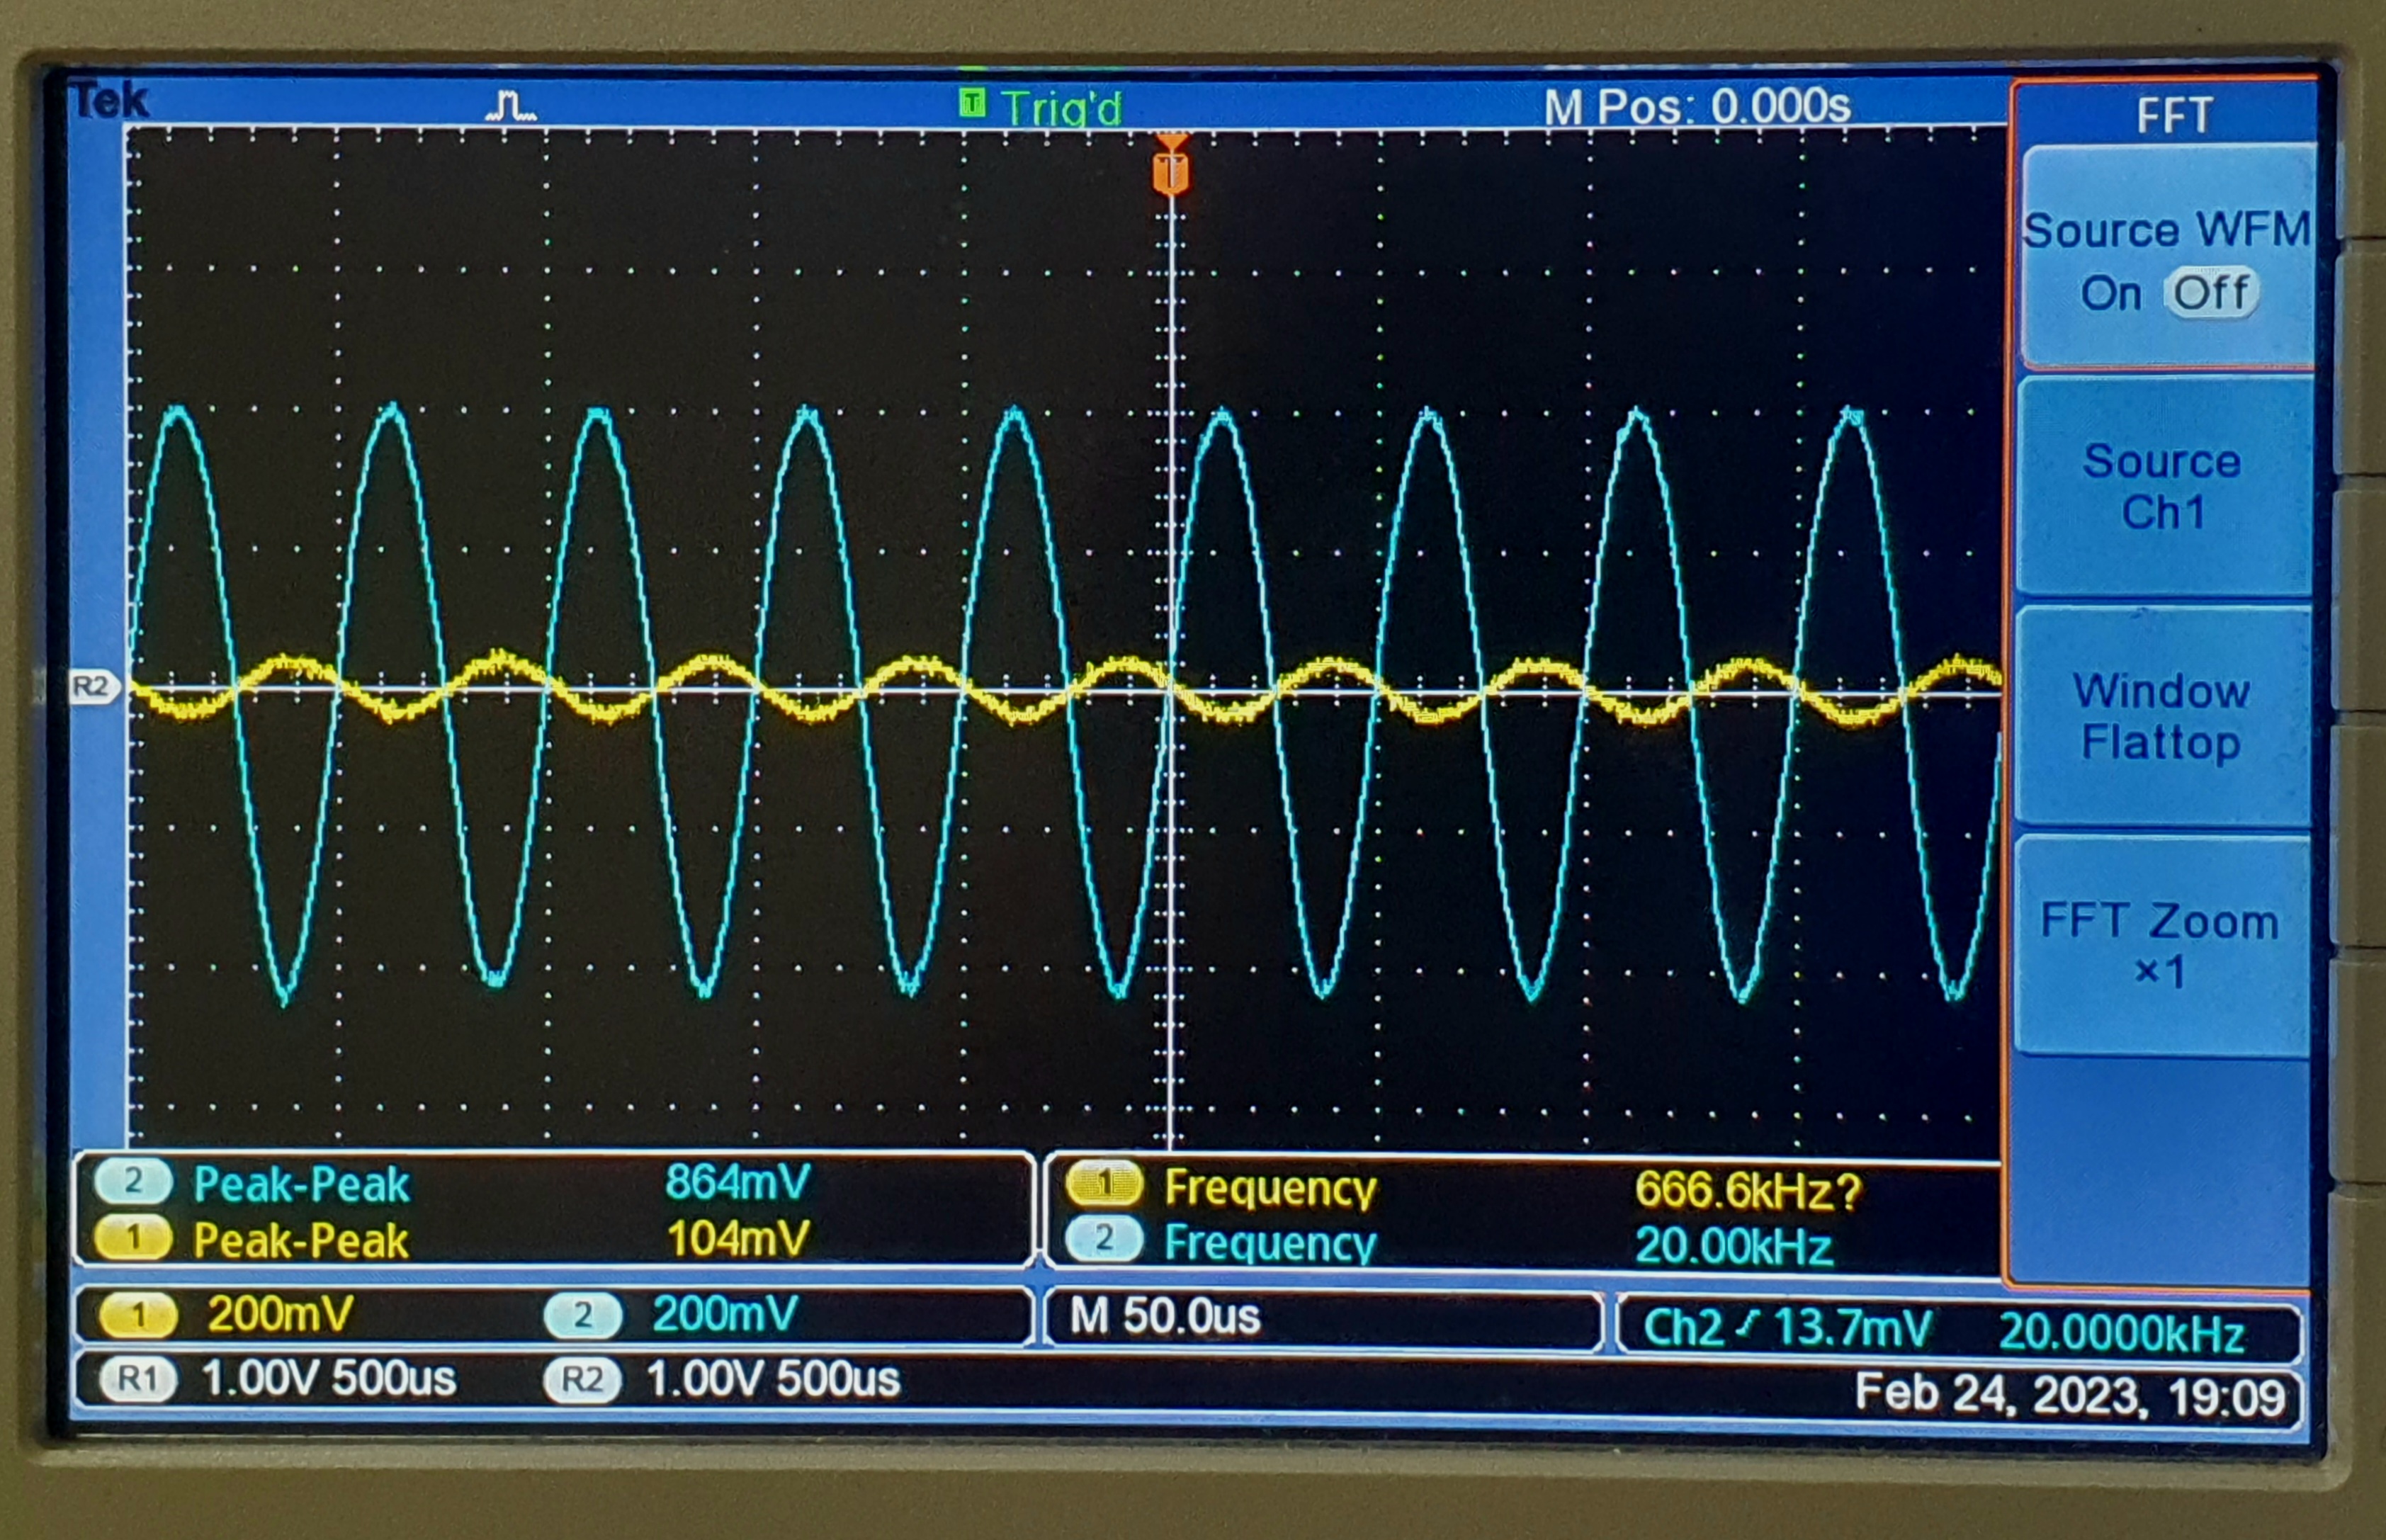 Tek T Trig'd M Pos: 0.000s
FFT
T
Source WFM
On Off
Source
Ch1
R2
Window
Flattop
FFT Zoom
×1
2 Peak-Peak 864mV 1 Frequency 666.6kHz?
1 Peak-Peak 104mV 2 Frequency 20.00kHz
1 200mV 2 200mV M 50.0us Ch2 13.7mV 20.0000kHz
R1 1.00V 500us R2 1.00V 500us Feb 24, 2023, 19:09